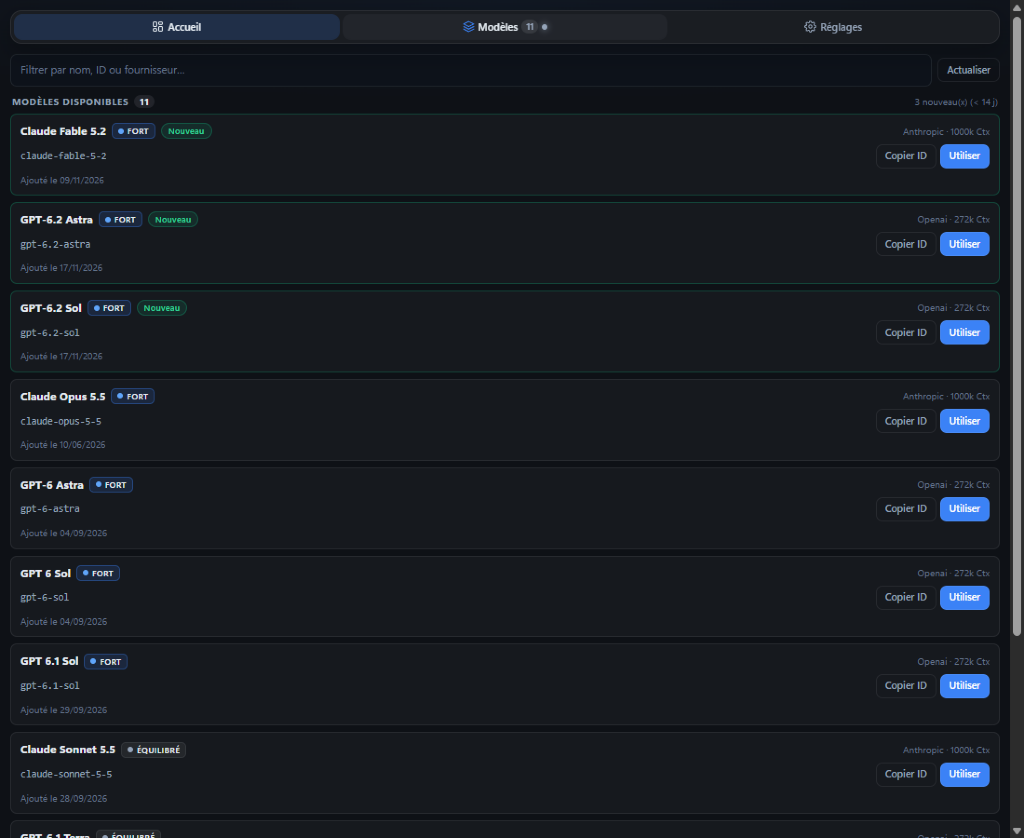 Accueil
Modèles 11
Réglages
Filtrer par nom, ID ou fournisseur...
Actualiser
MODÈLES DISPONIBLES 11
3 nouveau(x) (< 14 j)
Claude Fable 5.2 FORT Nouveau
Anthropic · 1000k Ctx
claude-fable-5-2
Copier ID Utiliser
Ajouté le 09/11/2026
GPT-6.2 Astra FORT Nouveau
Openai · 272k Ctx
gpt-6.2-astra
Copier ID Utiliser
Ajouté le 17/11/2026
GPT-6.2 Sol FORT Nouveau
Openai · 272k Ctx
gpt-6.2-sol
Copier ID Utiliser
Ajouté le 17/11/2026
Claude Opus 5.5 FORT
Anthropic · 1000k Ctx
claude-opus-5-5
Copier ID Utiliser
Ajouté le 10/06/2026
GPT-6 Astra FORT
Openai · 272k Ctx
gpt-6-astra
Copier ID Utiliser
Ajouté le 04/09/2026
GPT 6 Sol FORT
Openai · 272k Ctx
gpt-6-sol
Copier ID Utiliser
Ajouté le 04/09/2026
GPT 6.1 Sol FORT
Openai · 272k Ctx
gpt-6.1-sol
Copier ID Utiliser
Ajouté le 29/09/2026
Claude Sonnet 5.5 ÉQUILIBRÉ
Anthropic · 1000k Ctx
claude-sonnet-5-5
Copier ID Utiliser
Ajouté le 28/09/2026
GPT 6.1 Terra ÉQUILIBRÉ
Openai · 272k Ctx